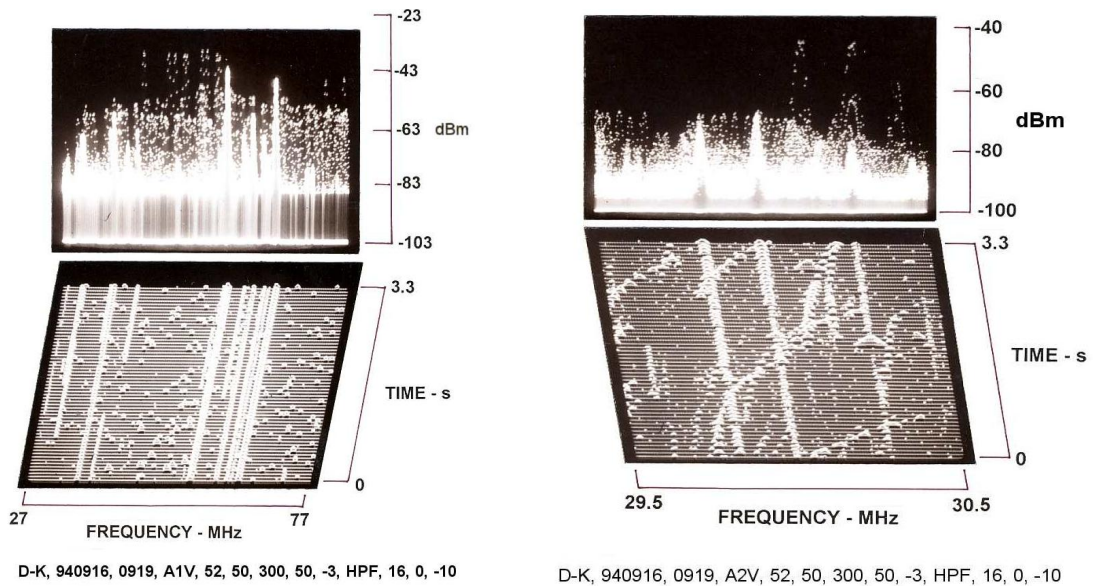 -23
-43
-63 dBm
-83
-103
3.3
TIME - s
0
27 77
FREQUENCY - MHz
D-K, 940916, 0919, A1V, 52, 50, 300, 50, -3, HPF, 16, 0, -10
-40
-60
dBm
-80
-100
3.3
TIME - s
0
29.5 30.5
FREQUENCY - MHz
D-K, 940916, 0919, A2V, 52, 50, 300, 50, -3, HPF, 16, 0, -10